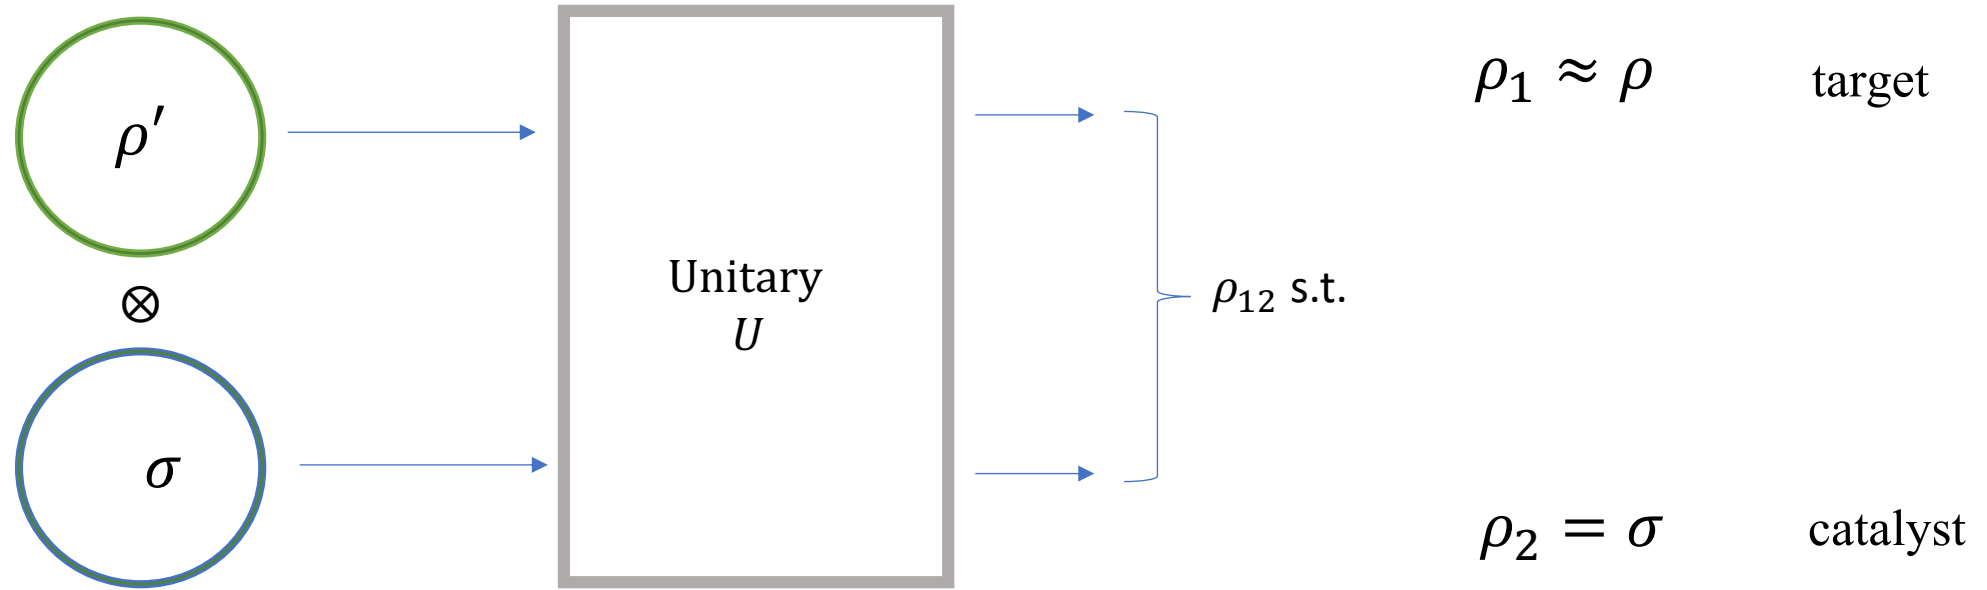 ρ′
⊗
σ
Unitary
U
ρ₁₂ s.t.
ρ₁ ≈ ρ target
ρ₂ = σ catalyst